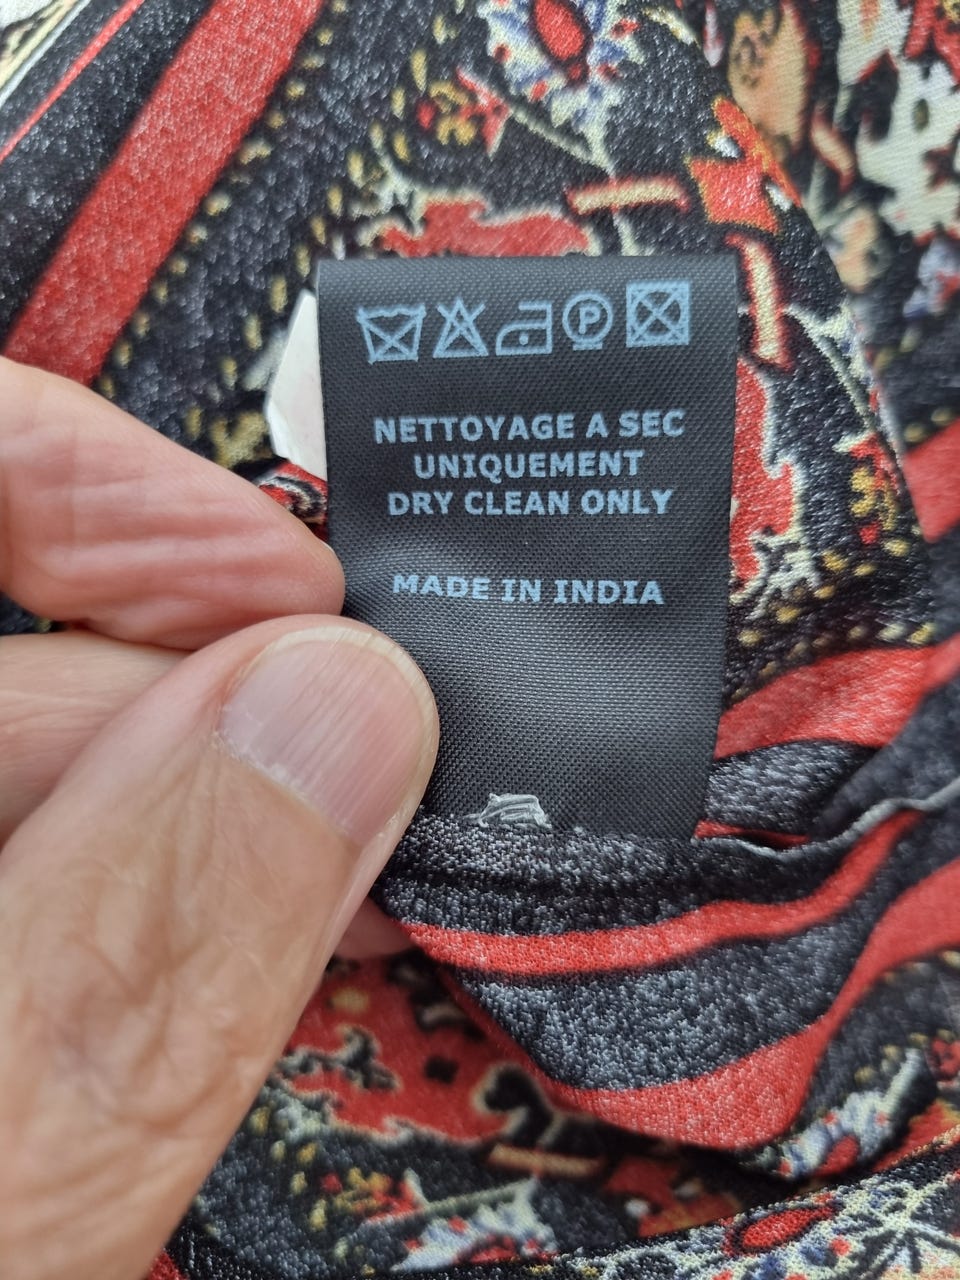 P
NETTOYAGE A SEC
UNIQUEMENT
DRY CLEAN ONLY
MADE IN INDIA